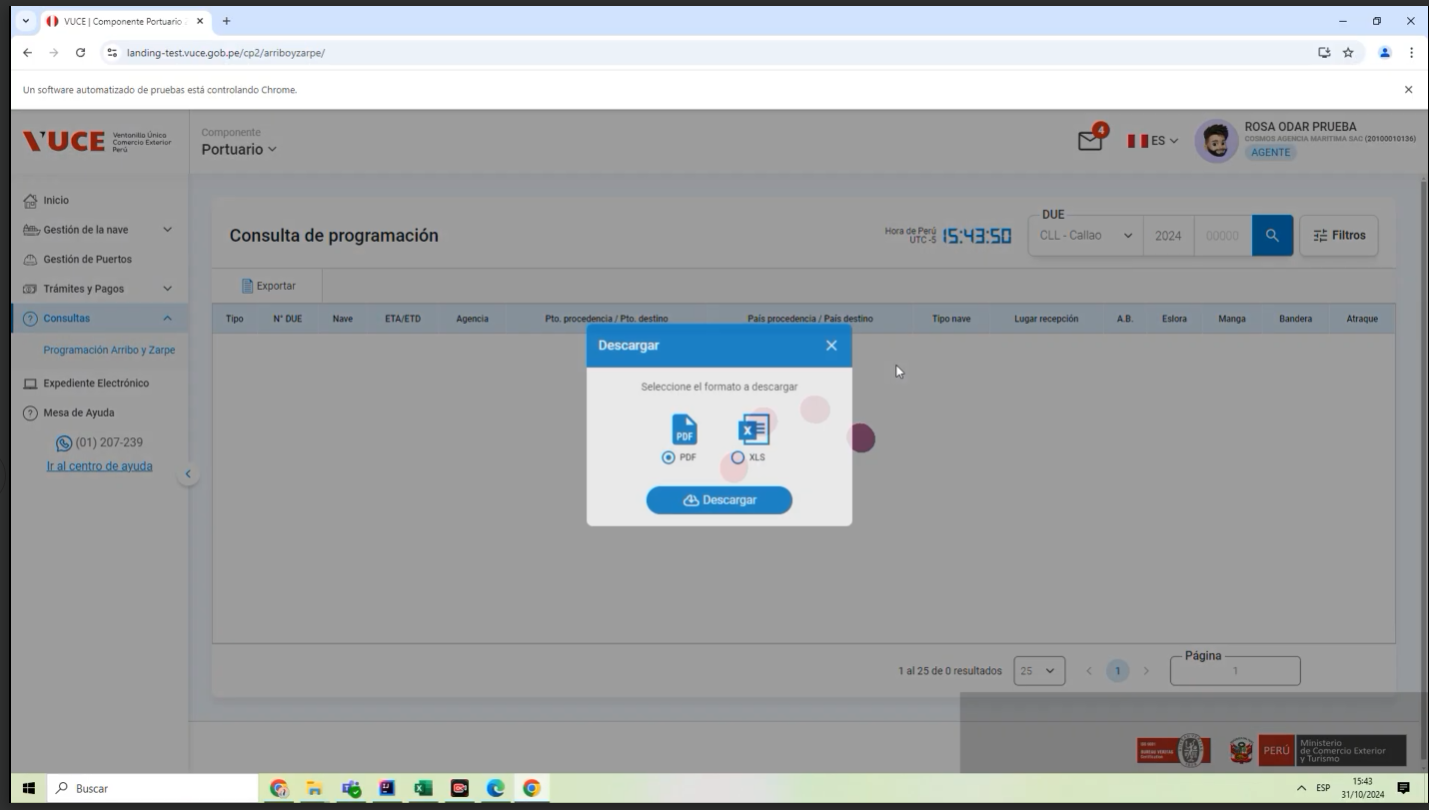 VUCE | Componente Portuario
landing-test.vuce.gob.pe/cp2/arriboyzarpe/
Un software automatizado de pruebas está controlando Chrome.
VUCE Ventanilla Única
Comercio Exterior
Perú
Componente
Portuario
4
ES
ROSA ODAR PRUEBA
COSMOS AGENCIA MARITIMA SAC (20100010136)
AGENTE
Inicio
Gestión de la nave
Gestión de Puertos
Trámites y Pagos
Consultas
Programación Arribo y Zarpe
Expediente Electrónico
Mesa de Ayuda
(01) 207-239
Ir al centro de ayuda
Consulta de programación
Hora de Perú
UTC -5
15:43:50
DUE
CLL - Callao
2024
00000
Filtros
Exportar
Tipo N° DUE Nave ETA/ETD Agencia Pto. procedencia / Pto. destino País procedencia / País destino Tipo nave Lugar recepción A.B. Eslora Manga Bandera Atraque
Descargar
Seleccione el formato a descargar
PDF
X
PDF XLS
Descargar
1 al 25 de 0 resultados 25 1
Página
1
PERÚ Ministerio
de Comercio Exterior
y Turismo
Buscar
ESP
15:43
31/10/2024